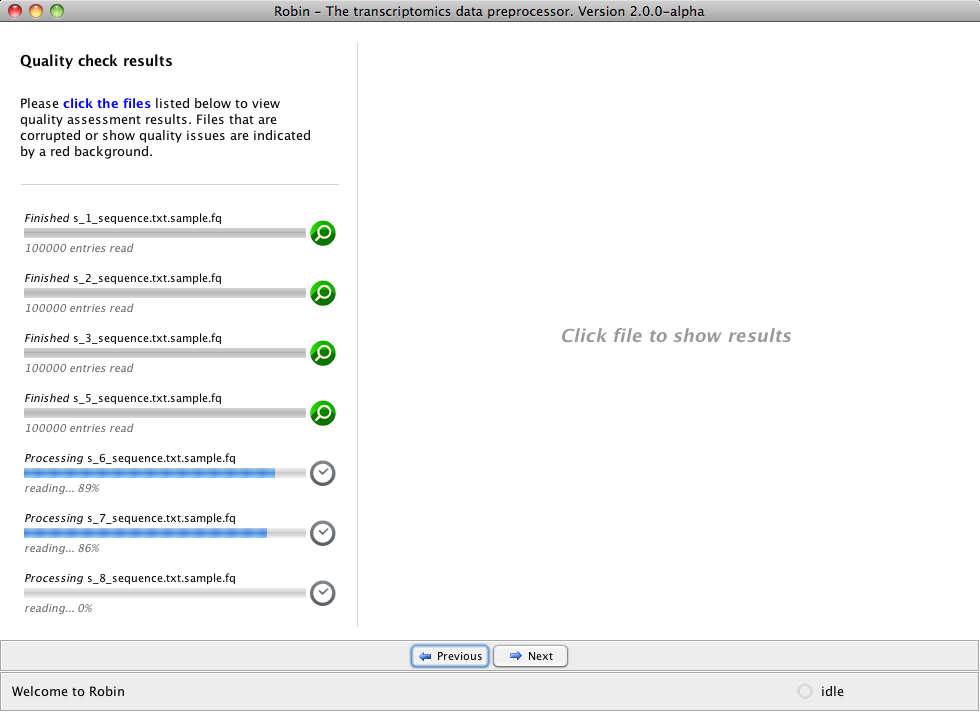 Robin - The transcriptomics data preprocessor. Version 2.0.0-alpha
Quality check results
Please click the files listed below to view
quality assessment results. Files that are
corrupted or show quality issues are indicated
by a red background.
Finished s_1_sequence.txt.sample.fq
100000 entries read
Finished s_2_sequence.txt.sample.fq
100000 entries read
Finished s_3_sequence.txt.sample.fq
100000 entries read
Finished s_5_sequence.txt.sample.fq
100000 entries read
Processing s_6_sequence.txt.sample.fq
reading... 89%
Processing s_7_sequence.txt.sample.fq
reading... 86%
Processing s_8_sequence.txt.sample.fq
reading... 0%
Click file to show results
Previous
Next
Welcome to Robin
idle